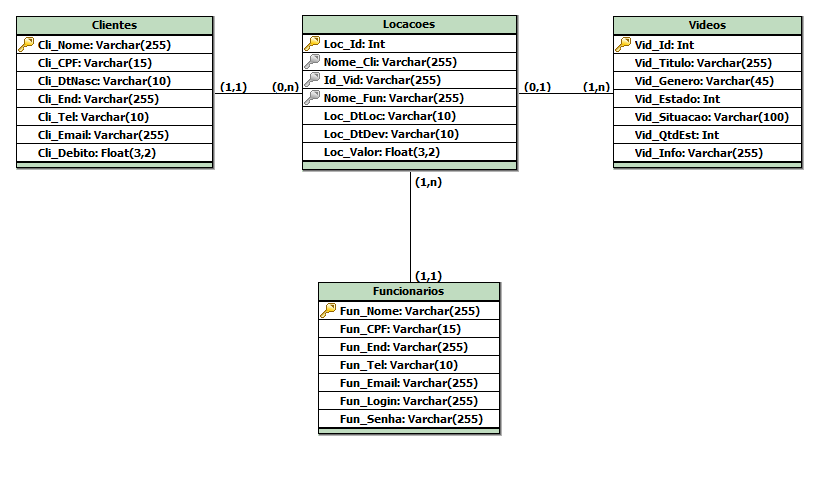 Clientes
Cli_Nome: Varchar(255)
Cli_CPF: Varchar(15)
Cli_DtNasc: Varchar(10)
Cli_End: Varchar(255)
Cli_Tel: Varchar(10)
Cli_Email: Varchar(255)
Cli_Debito: Float(3,2)
(1,1)
(0,n)
Locacoes
Loc_Id: Int
Nome_Cli: Varchar(255)
Id_Vid: Varchar(255)
Nome_Fun: Varchar(255)
Loc_DtLoc: Varchar(10)
Loc_DtDev: Varchar(10)
Loc_Valor: Float(3,2)
(0,1)
(1,n)
Videos
Vid_Id: Int
Vid_Titulo: Varchar(255)
Vid_Genero: Varchar(45)
Vid_Estado: Int
Vid_Situacao: Varchar(100)
Vid_QtdEst: Int
Vid_Info: Varchar(255)
(1,n)
(1,1)
Funcionarios
Fun_Nome: Varchar(255)
Fun_CPF: Varchar(15)
Fun_End: Varchar(255)
Fun_Tel: Varchar(10)
Fun_Email: Varchar(255)
Fun_Login: Varchar(255)
Fun_Senha: Varchar(255)